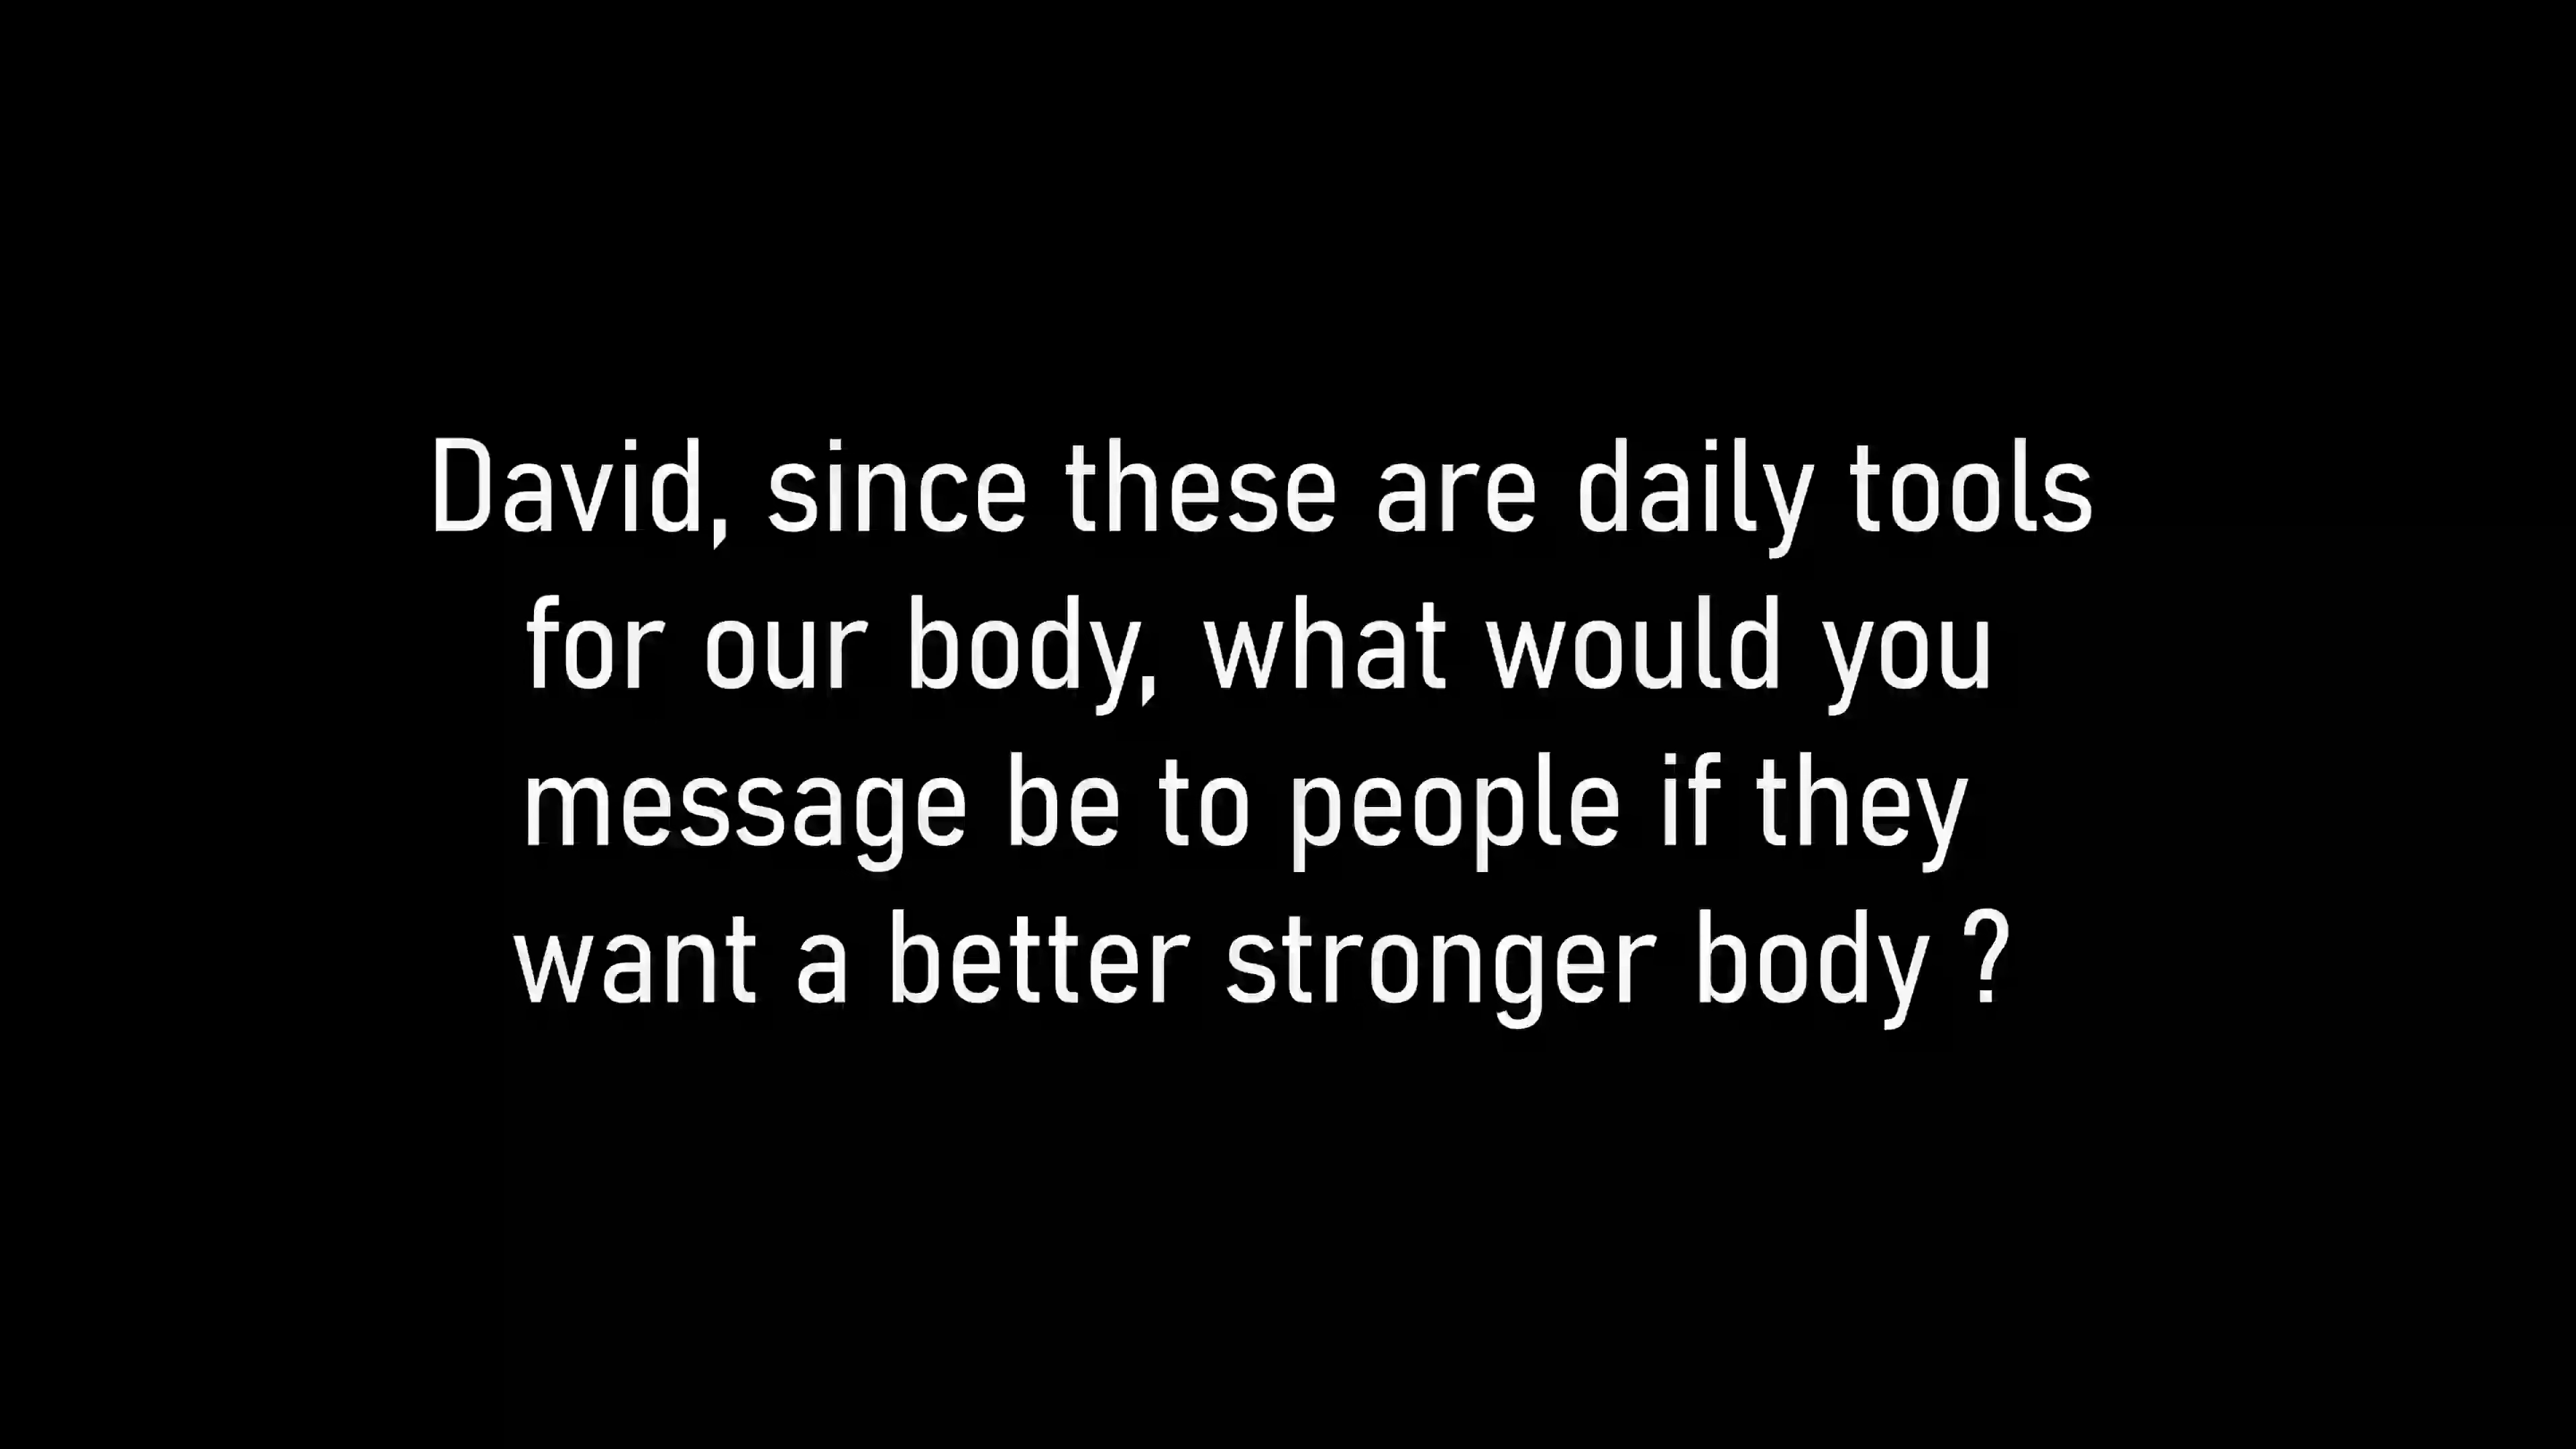 David, since these are daily tools
for our body, what would you
message be to people if they
want a better stronger body ?